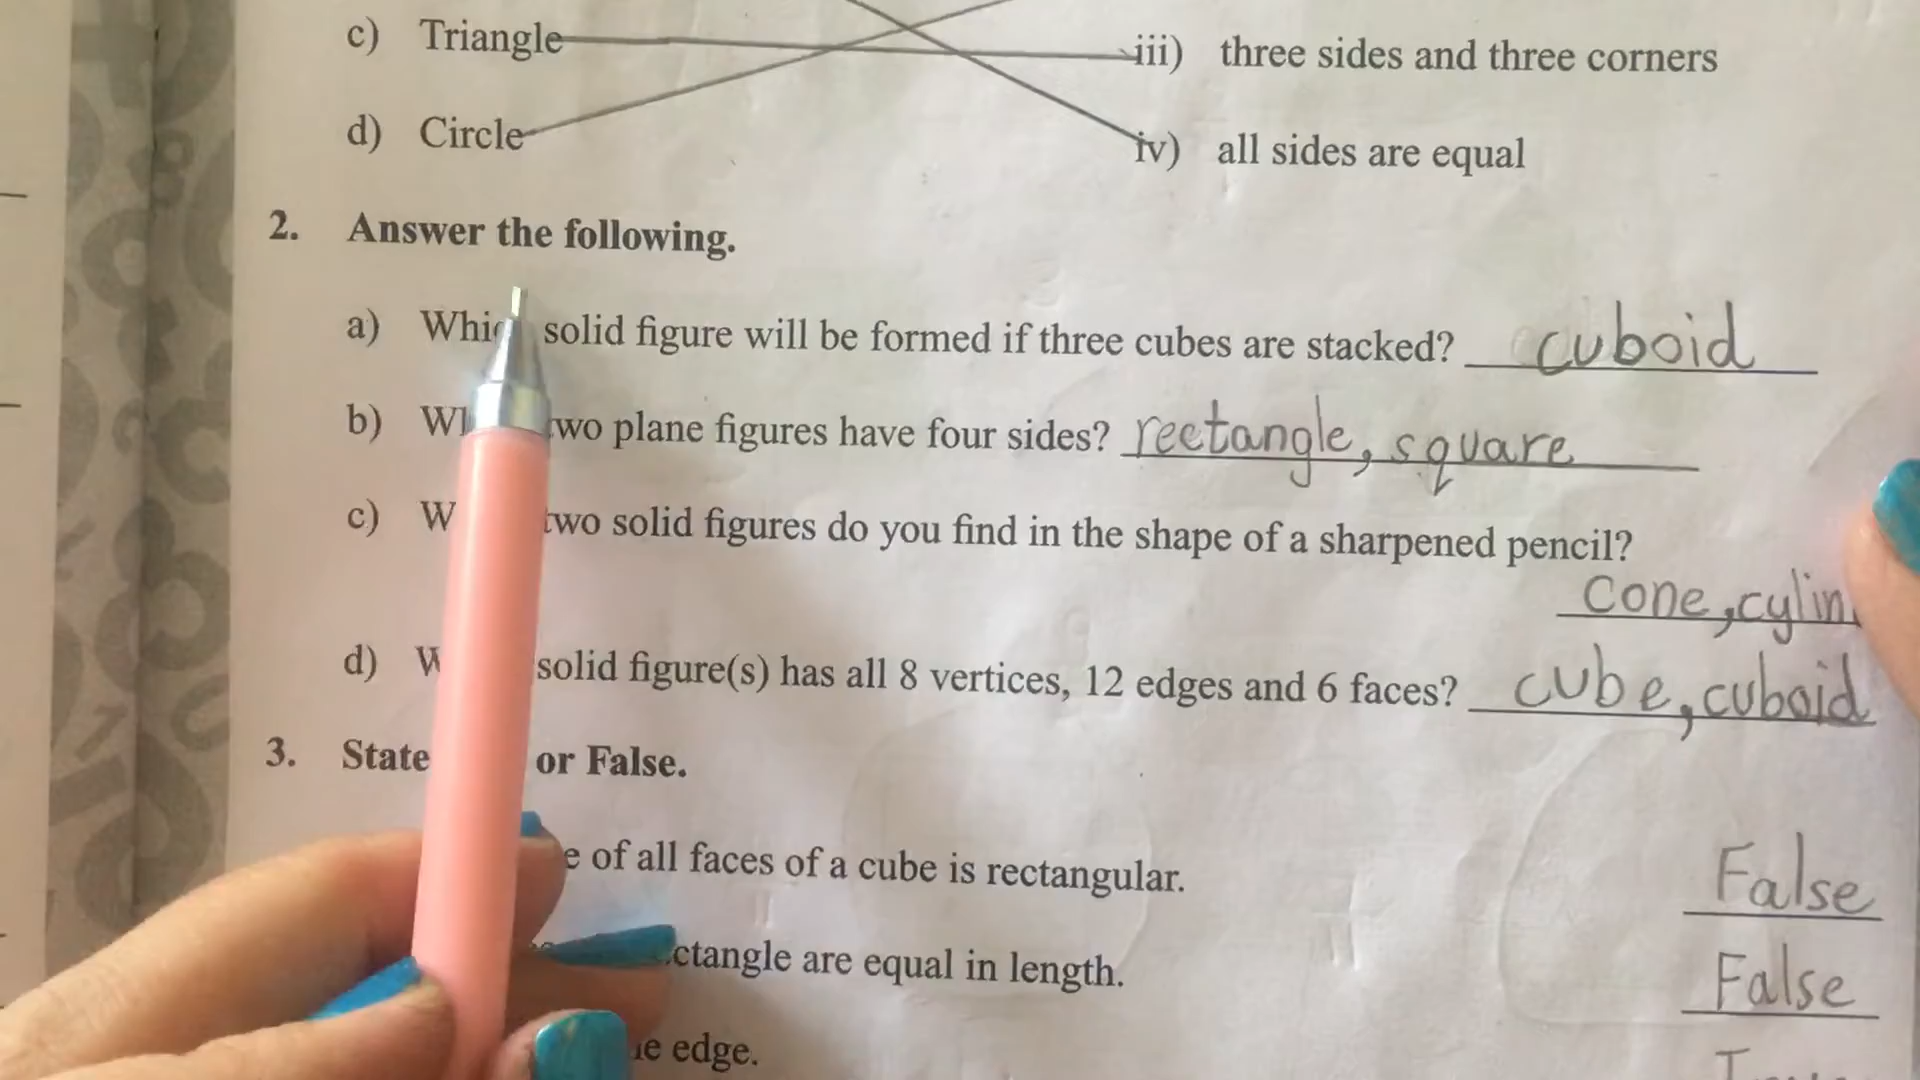 c) Triangle iii) three sides and three corners
d) Circle iv) all sides are equal
2. Answer the following.
a) solid figure will be formed if three cubes are stacked? cuboid
b) two plane figures have four sides? rectangle, square
c) two solid figures do you find in the shape of a sharpened pencil?
cone, cylin
d) solid figure(s) has all 8 vertices, 12 edges and 6 faces? cube, cuboid
3. State or False.
of all faces of a cube is rectangular. False
are equal in length. False
edge.